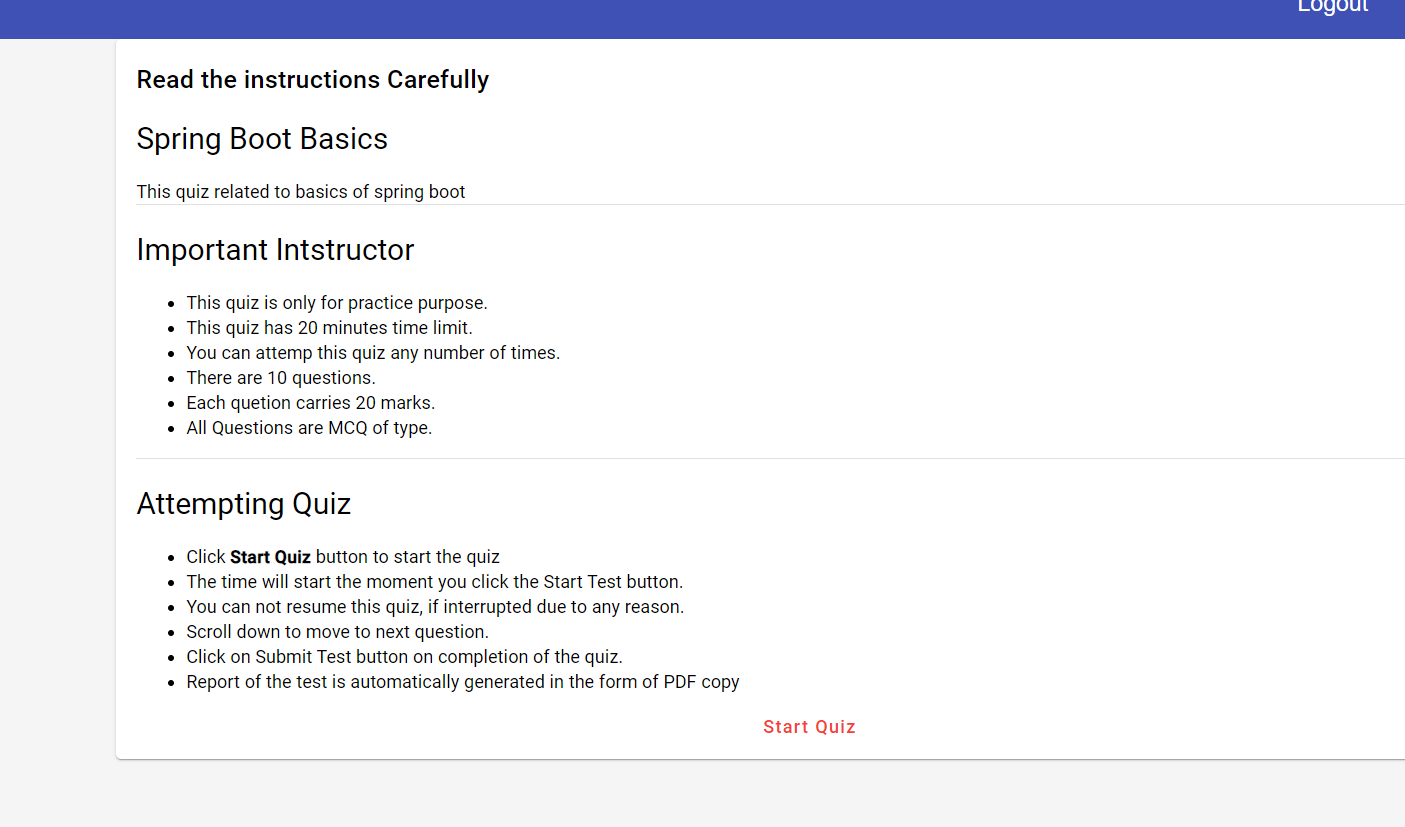 Logout
Read the instructions Carefully
Spring Boot Basics
This quiz related to basics of spring boot
Important Intstructor
This quiz is only for practice purpose.
This quiz has 20 minutes time limit.
You can attemp this quiz any number of times.
There are 10 questions.
Each quetion carries 20 marks.
All Questions are MCQ of type.
Attempting Quiz
Click Start Quiz button to start the quiz
The time will start the moment you click the Start Test button.
You can not resume this quiz, if interrupted due to any reason.
Scroll down to move to next question.
Click on Submit Test button on completion of the quiz.
Report of the test is automatically generated in the form of PDF copy
Start Quiz